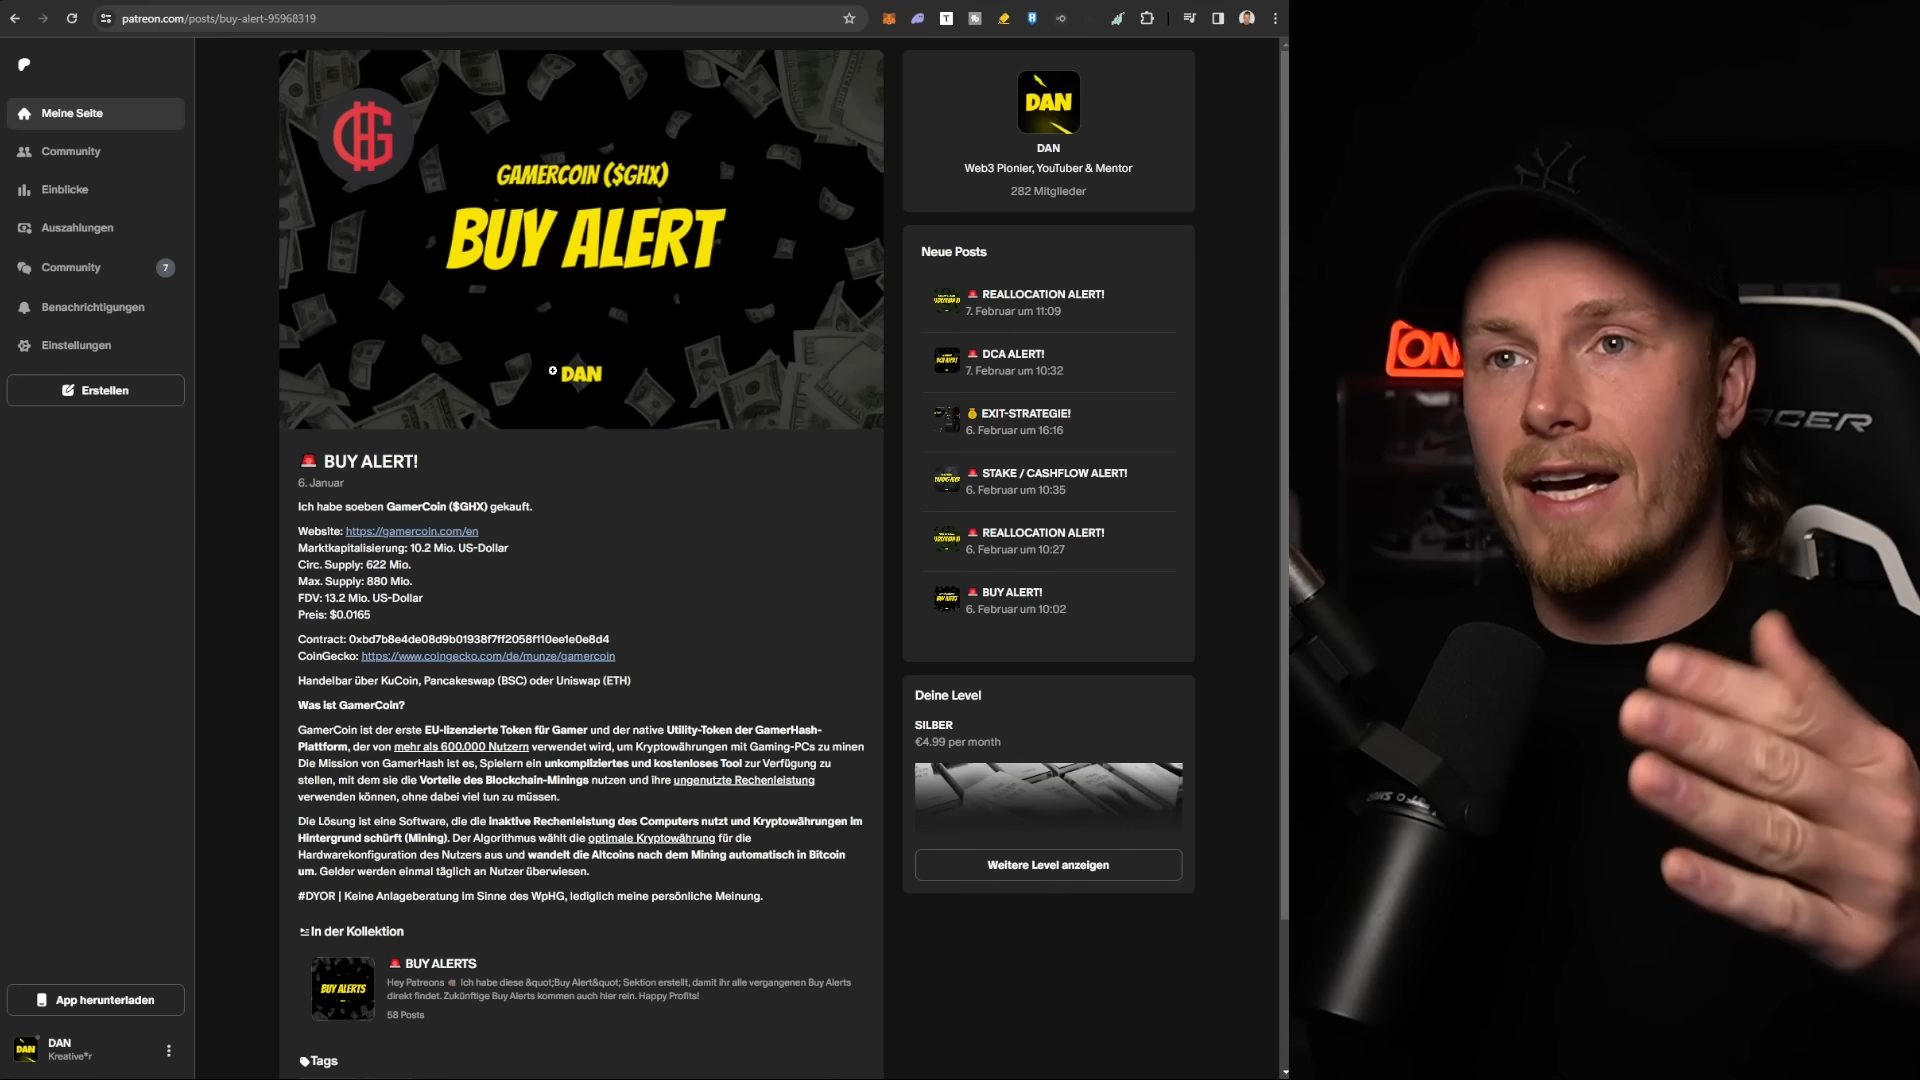 patreon.com/posts/buy-alert-95968319
Meine Seite
Community
Einblicke
Auszahlungen
Community 7
Benachrichtigungen
Einstellungen
Erstellen
App herunterladen
DAN
Kreative*r
GAMERCOIN ($GHX)
BUY ALERT
DAN
🚨 BUY ALERT!
6. Januar
Ich habe soeben GamerCoin ($GHX) gekauft.
Website: https://gamercoin.com/en
Marktkapitalisierung: 10.2 Mio. US-Dollar
Circ. Supply: 622 Mio.
Max. Supply: 880 Mio.
FDV: 13.2 Mio. US-Dollar
Preis: $0.0165
Contract: 0xbd7b8e4de08d9b01938f7ff2058f110ee1e0e8d4
CoinGecko: https://www.coingecko.com/de/munze/gamercoin
Handelbar über KuCoin, Pancakeswap (BSC) oder Uniswap (ETH)
Was ist GamerCoin?
GamerCoin ist der erste EU-lizenzierte Token für Gamer und der native Utility-Token der GamerHash-
Plattform, der von mehr als 600.000 Nutzern verwendet wird, um Kryptowährungen mit Gaming-PCs zu minen
Die Mission von GamerHash ist es, Spielern ein unkompliziertes und kostenloses Tool zur Verfügung zu
stellen, mit dem sie die Vorteile des Blockchain-Minings nutzen und ihre ungenutzte Rechenleistung
verwenden können, ohne dabei viel tun zu müssen.
Die Lösung ist eine Software, die die inaktive Rechenleistung des Computers nutzt und Kryptowährungen im
Hintergrund schürft (Mining). Der Algorithmus wählt die optimale Kryptowährung für die
Hardwarekonfiguration des Nutzers aus und wandelt die Altcoins nach dem Mining automatisch in Bitcoin
um. Gelder werden einmal täglich an Nutzer überwiesen.
#DYOR | Keine Anlageberatung im Sinne des WpHG, lediglich meine persönliche Meinung.
In der Kollektion
BUY ALERTS
🚨 BUY ALERTS
Hey Patreons Ich habe diese &quot;Buy Alert&quot; Sektion erstellt, damit ihr alle vergangenen Buy Alerts
direkt findet. Zukünftige Buy Alerts kommen auch hier rein. Happy Profits!
58 Posts
Tags
DAN
DAN
Web3 Pionier, YouTuber & Mentor
282 Mitglieder
Neue Posts
🚨 REALLOCATION ALERT!
7. Februar um 11:09
🚨 DCA ALERT!
7. Februar um 10:32
💰 EXIT-STRATEGIE!
6. Februar um 16:16
🚨 STAKE / CASHFLOW ALERT!
6. Februar um 10:35
🚨 REALLOCATION ALERT!
6. Februar um 10:27
🚨 BUY ALERT!
6. Februar um 10:02
Deine Level
SILBER
€4.99 per month
Weitere Level anzeigen
NY
ON
ACER